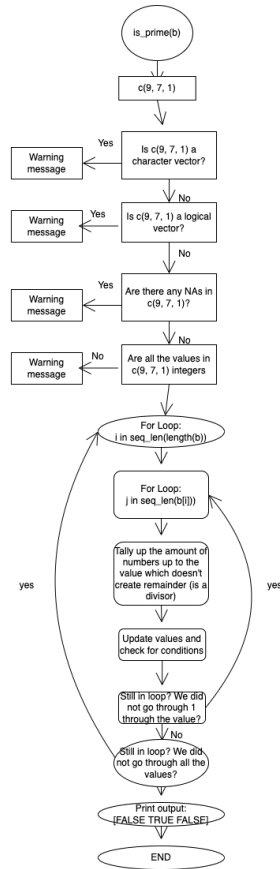 is_prime(b)
c(9, 7, 1)
Yes
Is c(9, 7, 1) a
character vector?
Warning
message
No
Yes
Is c(9, 7, 1) a logical
vector?
Warning
message
No
Yes
Are there any NAs in
c(9, 7, 1)?
Warning
message
No
No
Are all the values in
c(9, 7, 1) integers
Warning
message
For Loop:
i in seq_len(length(b))
For Loop:
j in seq_len(b[i]))
Tally up the amount of
numbers up to the
value which doesn't
create remainder (is a
divisor)
yes
yes
Update values and
check for conditions
Still in loop? We did
not go through 1
through the value?
No
Still in loop? We did
not go through all the
values?
Print output:
[FALSE TRUE FALSE]
END